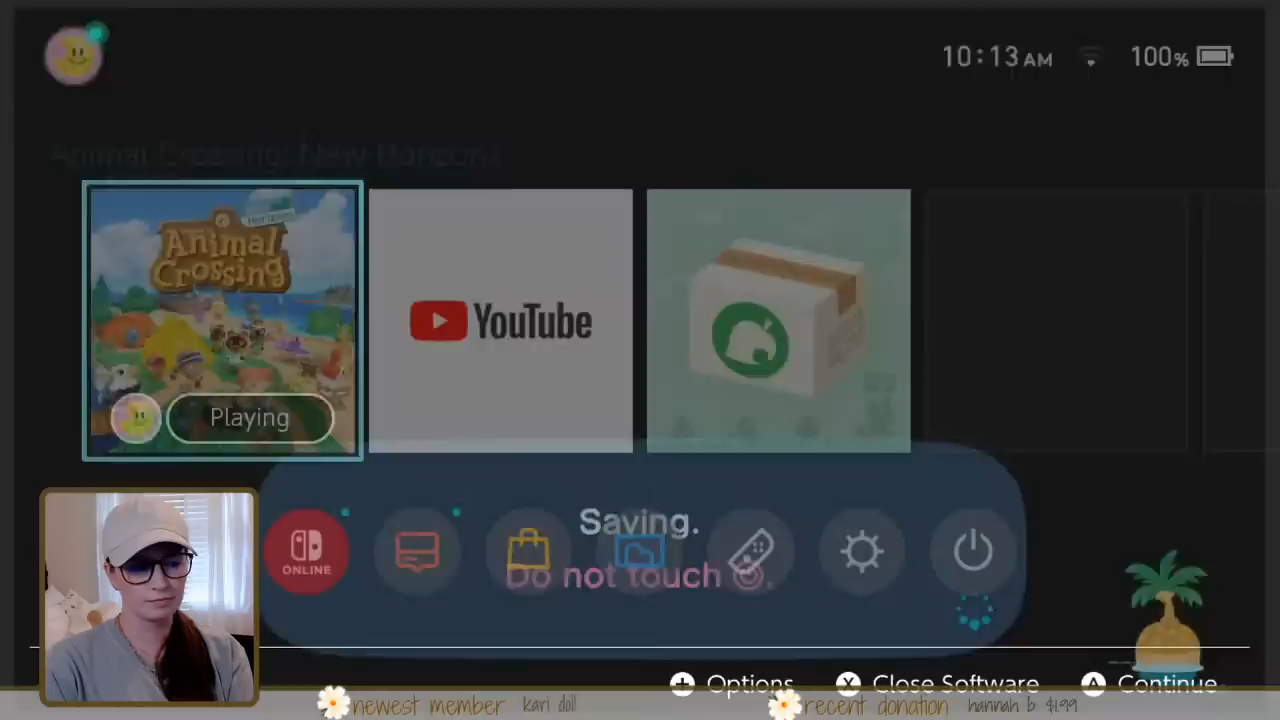 10:13 AM 100%
Animal Crossing: New Horizons
Horizons
Animal
Crossing
YouTube
Playing
Saving.
Do not touch
ONLINE
Options Close Software Continue
newest member kari doll recent donation hannah b: $1.99